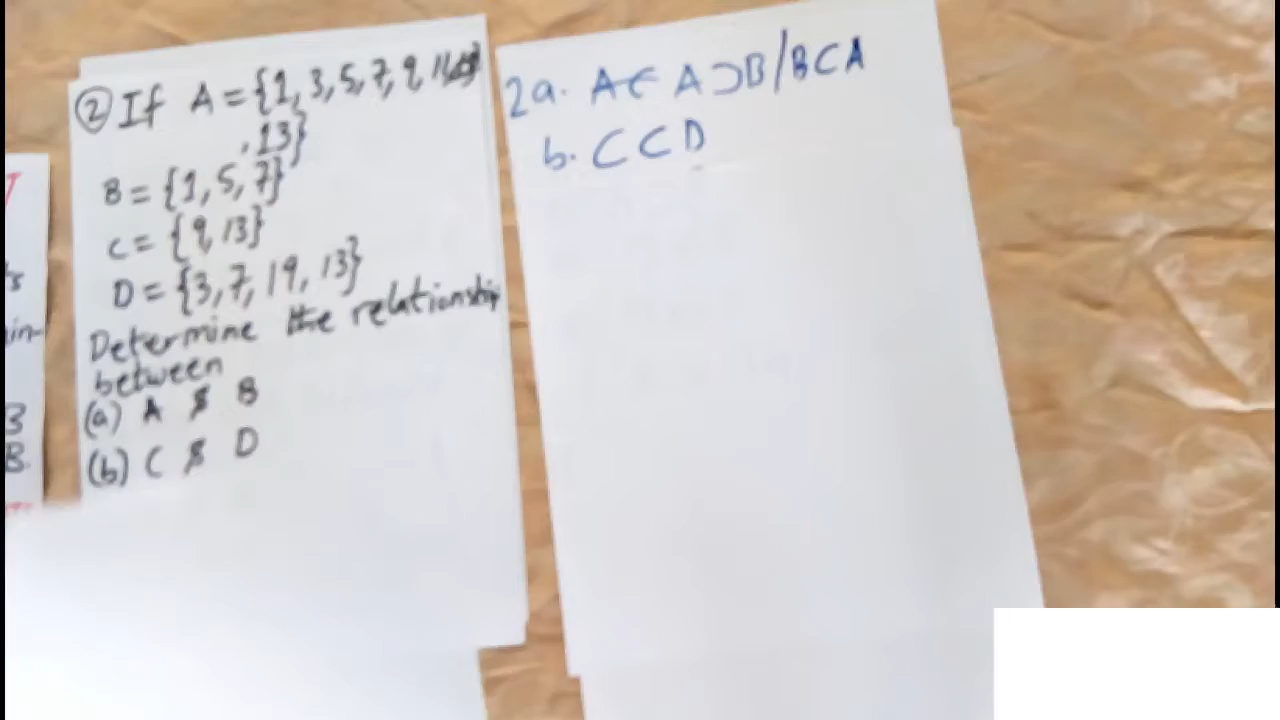 ② If A = {1, 3, 5, 7, 9, 11
, 13}
B = {1, 5, 7}
C = {9, 13}
D = {3, 7, 19, 13}
Determine the relationship
between
(a) A & B
(b) C & D
2a. A ⊃ B / B ⊂ A
b. C ⊂ D
3
B.